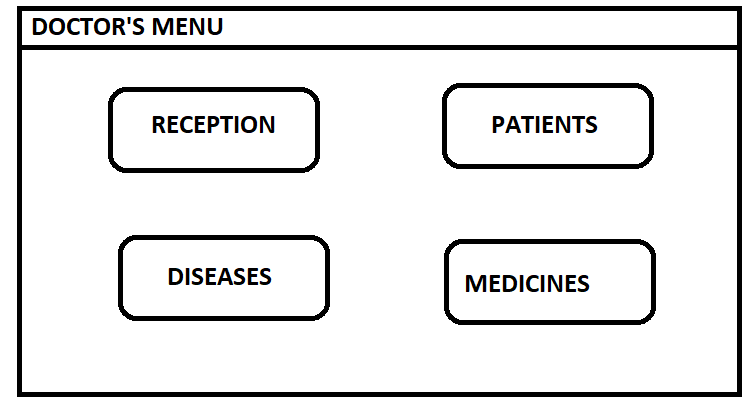 DOCTOR'S MENU
RECEPTION
PATIENTS
DISEASES
MEDICINES